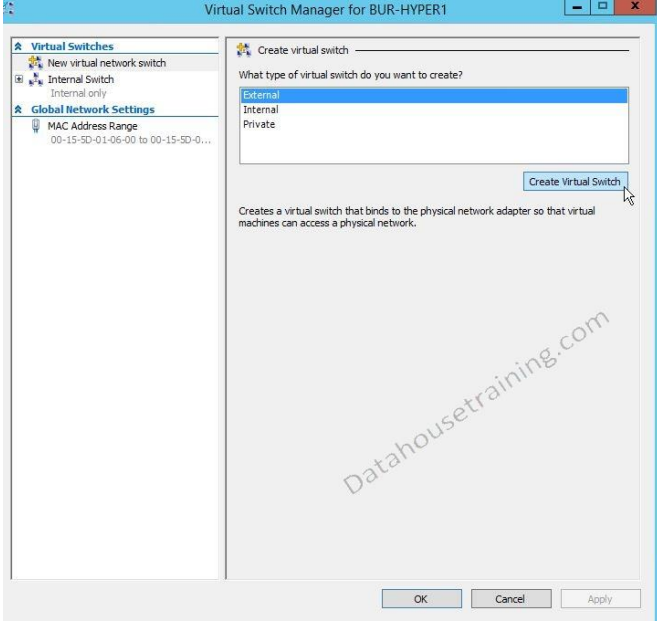 Virtual Switch Manager for BUR-HYPER1
Virtual Switches
New virtual network switch
Internal Switch
Internal only
Global Network Settings
MAC Address Range
00-15-5D-01-06-00 to 00-15-5D-0...
Create virtual switch
What type of virtual switch do you want to create?
External
Internal
Private
Create Virtual Switch
Creates a virtual switch that binds to the physical network adapter so that virtual
machines can access a physical network.
Datahousetraining.com
OK
Cancel
Apply